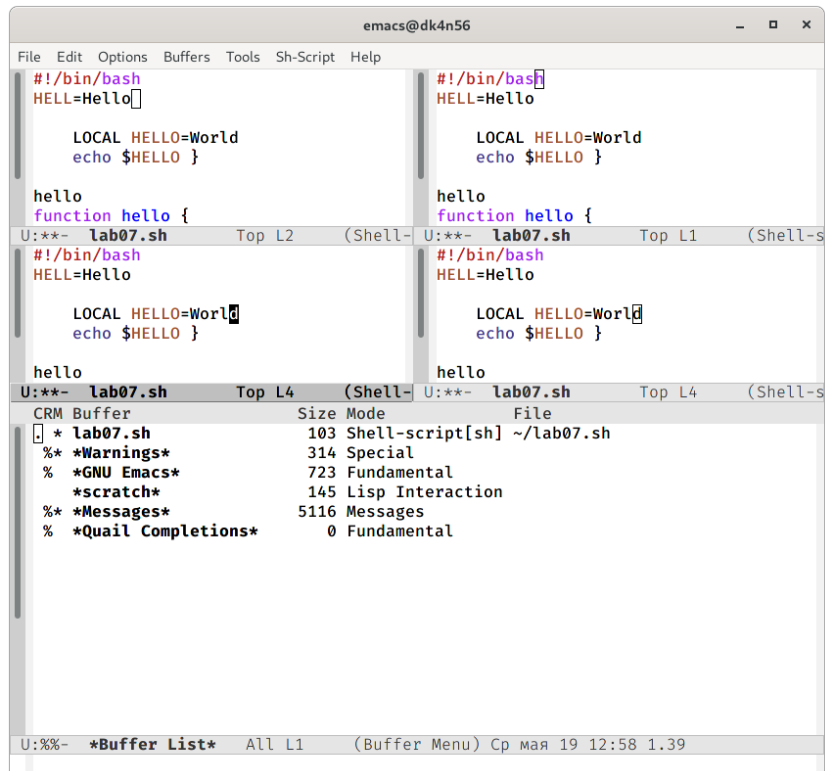 emacs@dk4n56
File Edit Options Buffers Tools Sh-Script Help
#!/bin/bash
HELL=Hello
LOCAL HELLO=World
echo $HELLO }
hello
function hello {
U:**- lab07.sh Top L2 (Shell-
#!/bin/bash
HELL=Hello
LOCAL HELLO=World
echo $HELLO }
hello
function hello {
U:**- lab07.sh Top L1 (Shell-s
#!/bin/bash
HELL=Hello
LOCAL HELLO=World
echo $HELLO }
hello
U:**- lab07.sh Top L4 (Shell-
#!/bin/bash
HELL=Hello
LOCAL HELLO=World
echo $HELLO }
hello
U:**- lab07.sh Top L4 (Shell-s
CRM Buffer Size Mode File
. * lab07.sh 103 Shell-script[sh] ~/lab07.sh
%* *Warnings* 314 Special
% *GNU Emacs* 723 Fundamental
*scratch* 145 Lisp Interaction
%* *Messages* 5116 Messages
% *Quail Completions* 0 Fundamental
U:%%- *Buffer List* All L1 (Buffer Menu) Ср мая 19 12:58 1.39